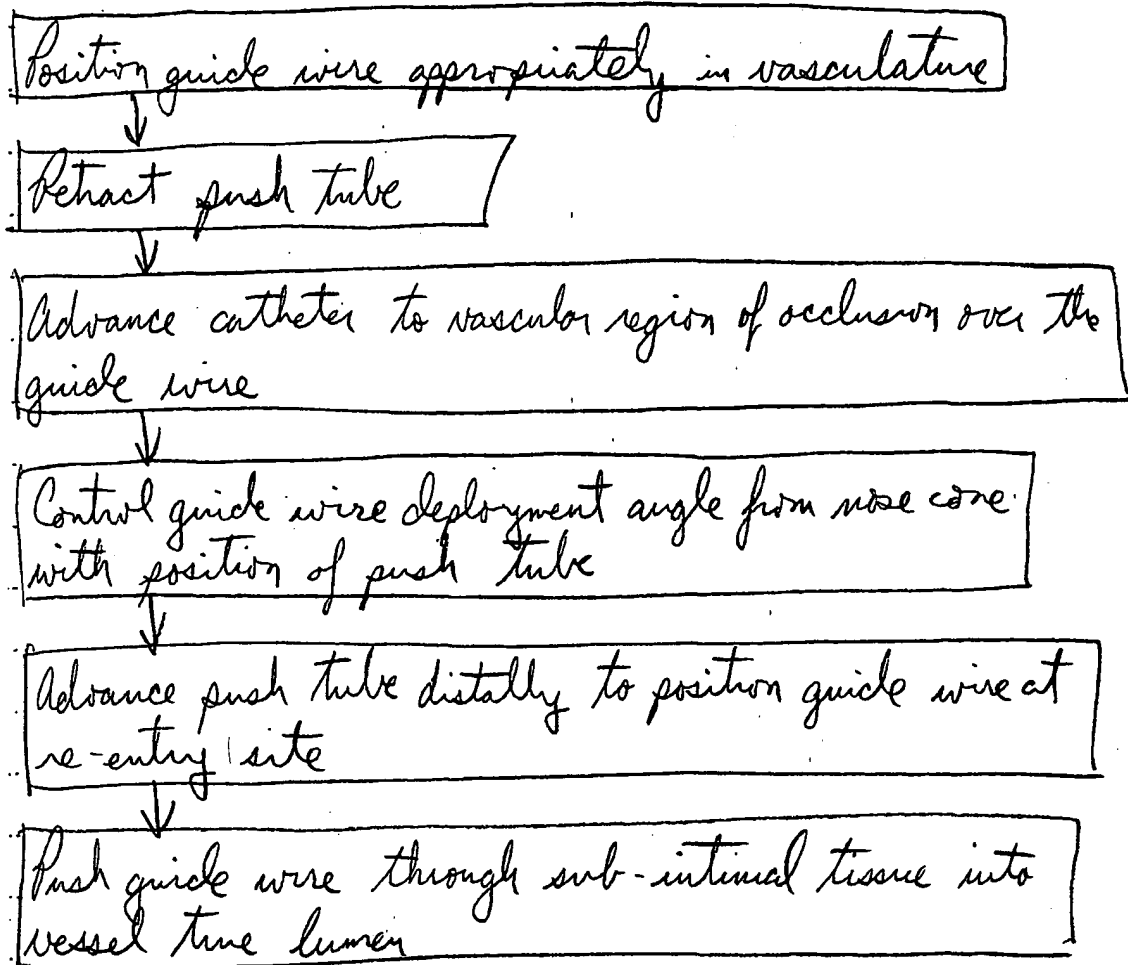 Position guide wire appropriately in vasculature
Retract push tube
Advance catheter to vascular region of occlusion over the
guide wire
Control guide wire deployment angle from nose cone
with position of push tube
Advance push tube distally to position guide wire at
re-entry site
Push guide wire through sub-intimal tissue into
vessel true lumen